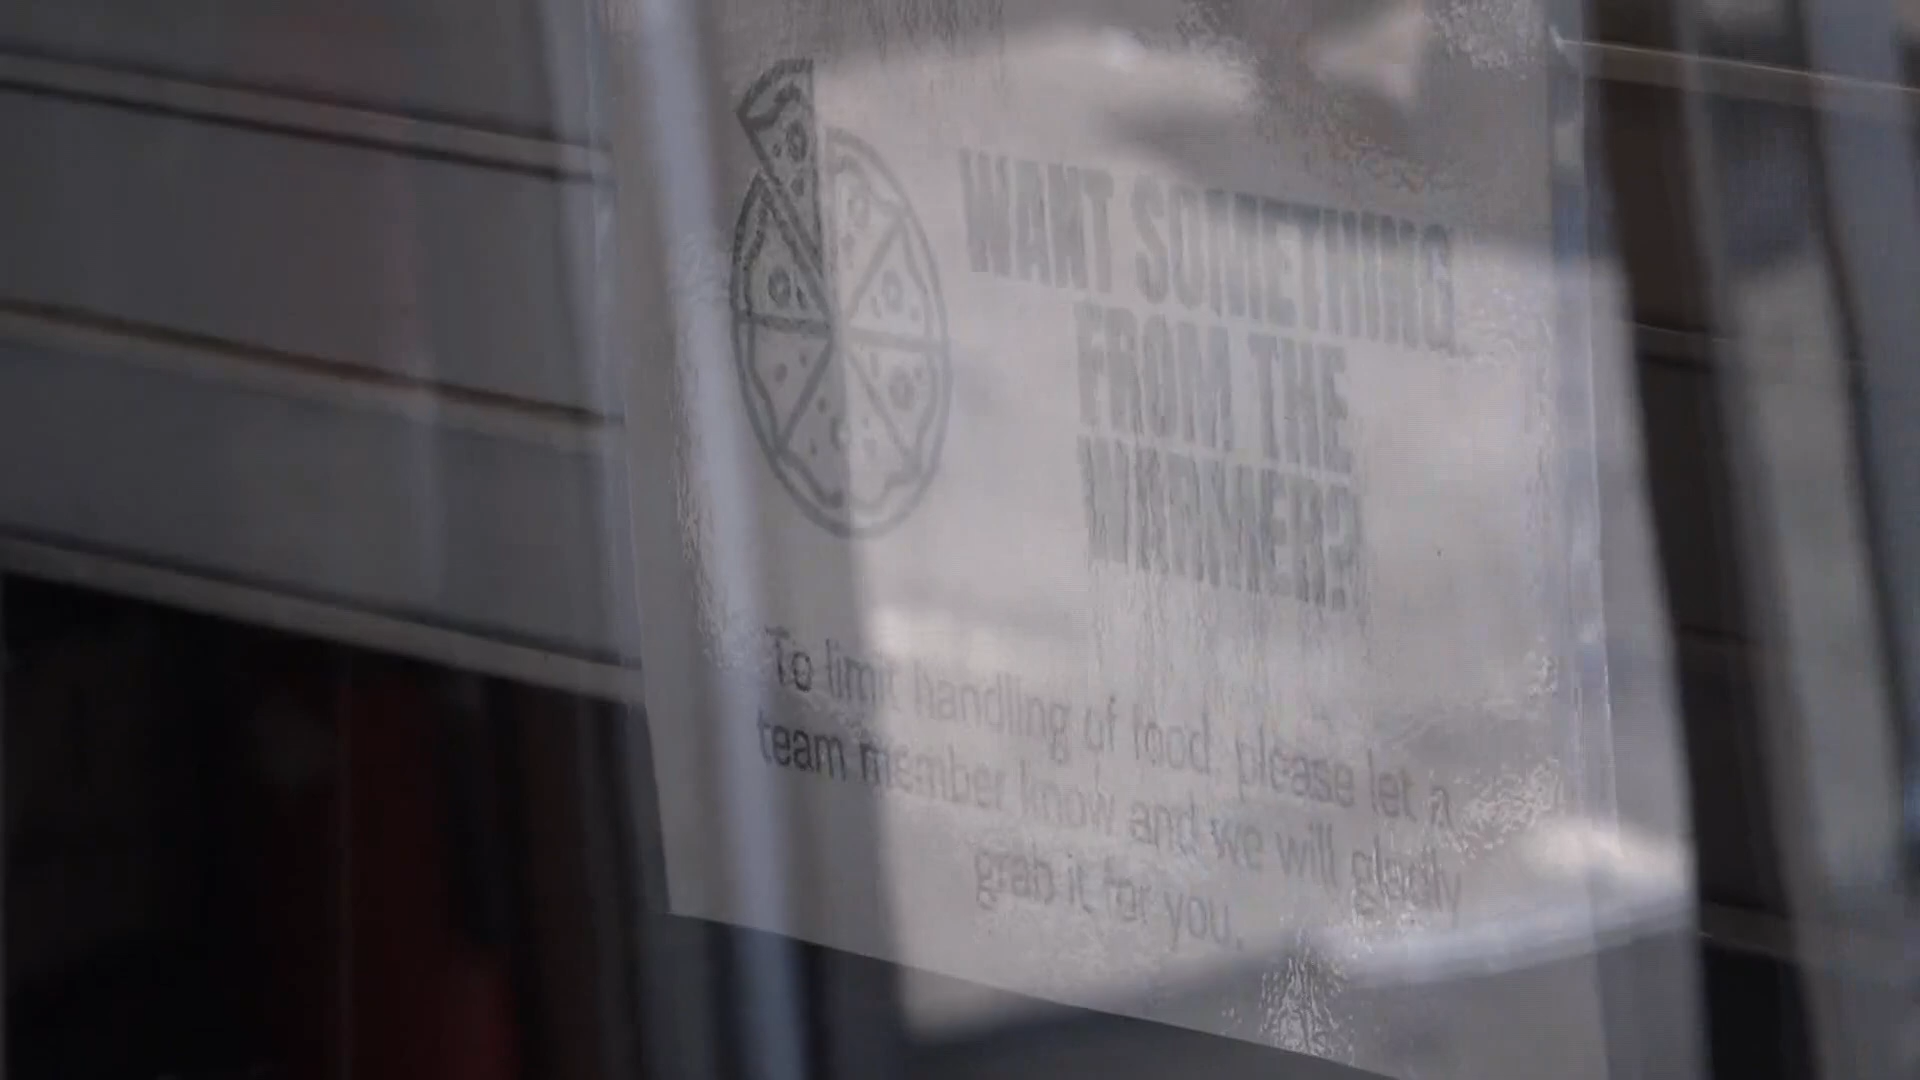 WANT SOMETHING
FROM THE
WARMER?
To limit handling of food, please let a
team member know and we will gladly
grab it for you.